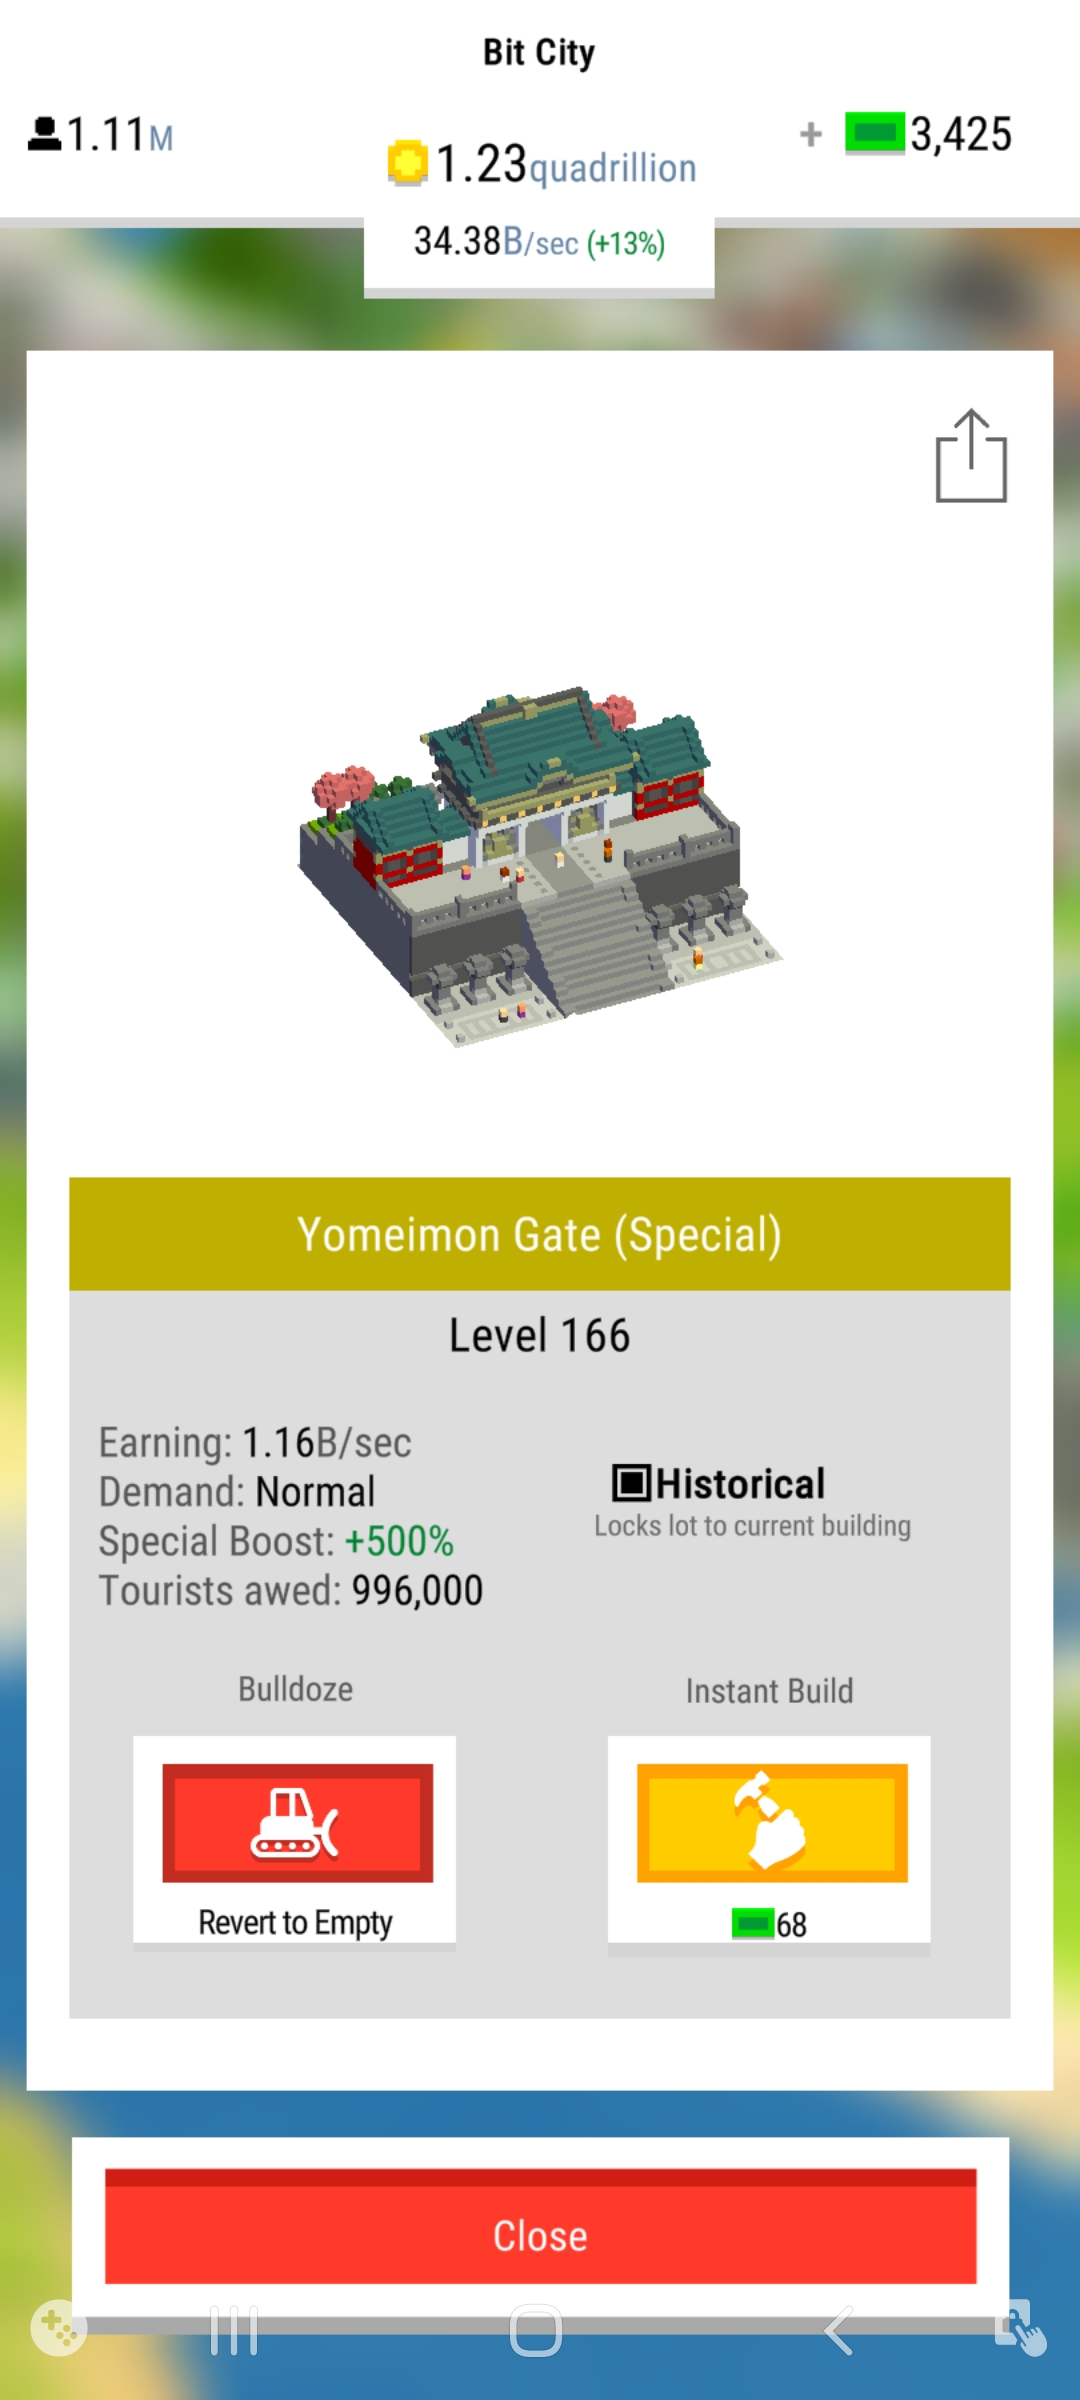 Bit City
1.11M
1.23quadrillion
+ 3,425
34.38B/sec (+13%)
Yomeimon Gate (Special)
Level 166
Earning: 1.16B/sec
Demand: Normal
Special Boost: +500%
Tourists awed: 996,000
Historical
Locks lot to current building
Bulldoze
Revert to Empty
Instant Build
68
Close